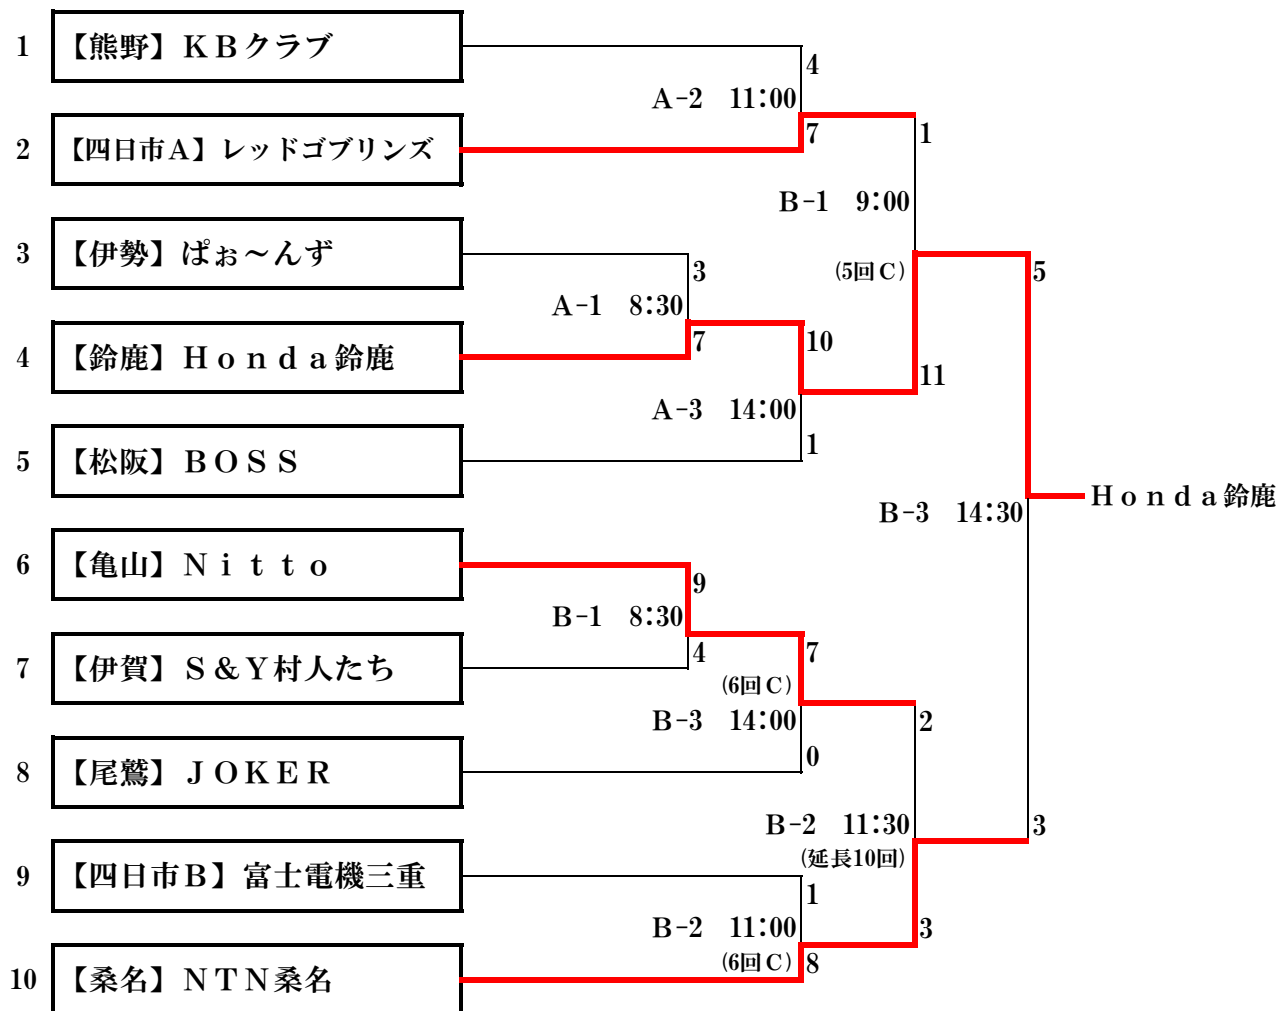 1 【熊野】ＫＢクラブ
4
A-2 11:00
2 【四日市Ａ】レッドゴブリンズ
7
1
B-1 9:00
3 【伊勢】ぱぉ～んず
3
(5回Ｃ)
5
A-1 8:30
4 【鈴鹿】Ｈｏｎｄａ鈴鹿
7
10
11
A-3 14:00
5 【松阪】ＢＯＳＳ
1
Ｈｏｎｄａ鈴鹿
B-3 14:30
6 【亀山】Ｎｉｔｔｏ
9
B-1 8:30
7 【伊賀】Ｓ＆Ｙ村人たち
4
7
(6回Ｃ)
B-3 14:00
2
8 【尾鷲】ＪＯＫＥＲ
0
B-2 11:30
3
(延長10回)
9 【四日市Ｂ】富士電機三重
1
B-2 11:00
3
(6回Ｃ)
8
10 【桑名】ＮＴＮ桑名